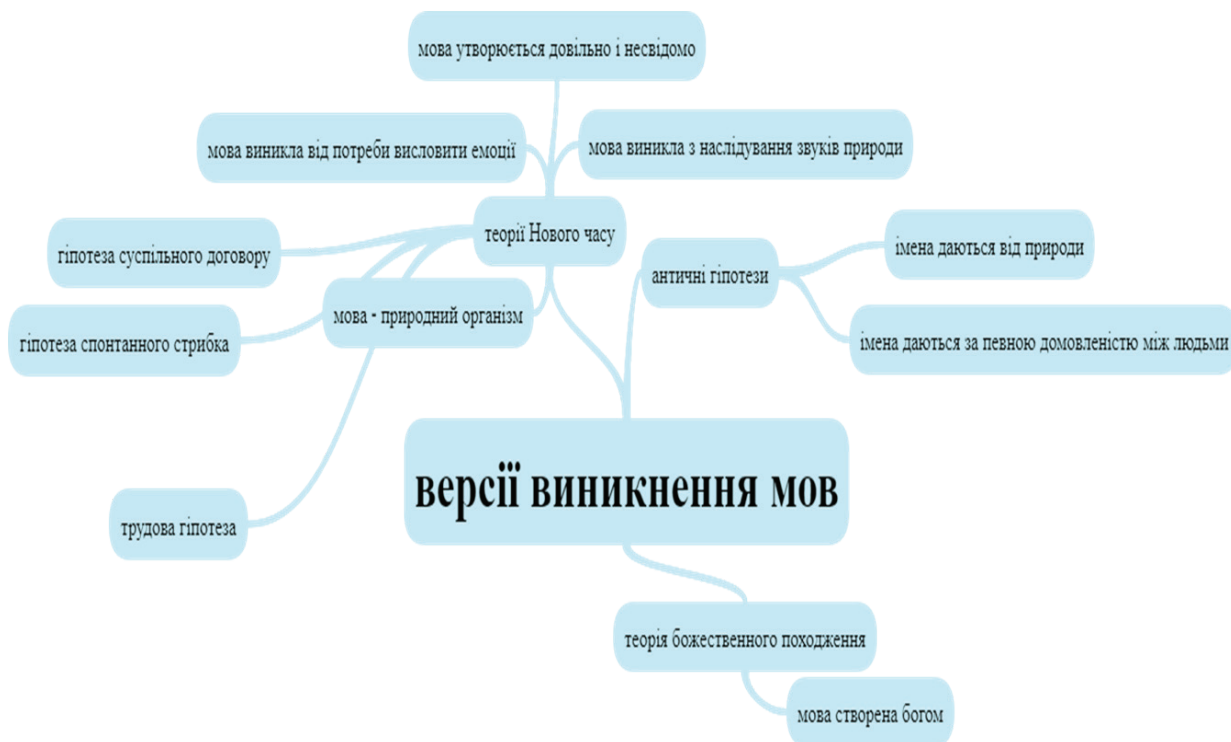 мова утворюється довільно і несвідомо
мова виникла від потреби висловити емоції
мова виникла з наслідування звуків природи
теорії Нового часу
гіпотеза суспільного договору
імена даються від природи
античні гіпотези
мова - природний організм
гіпотеза спонтанного стрибка
імена даються за певною домовленістю між людьми
версії виникнення мов
трудова гіпотеза
теорія божественного походження
мова створена богом